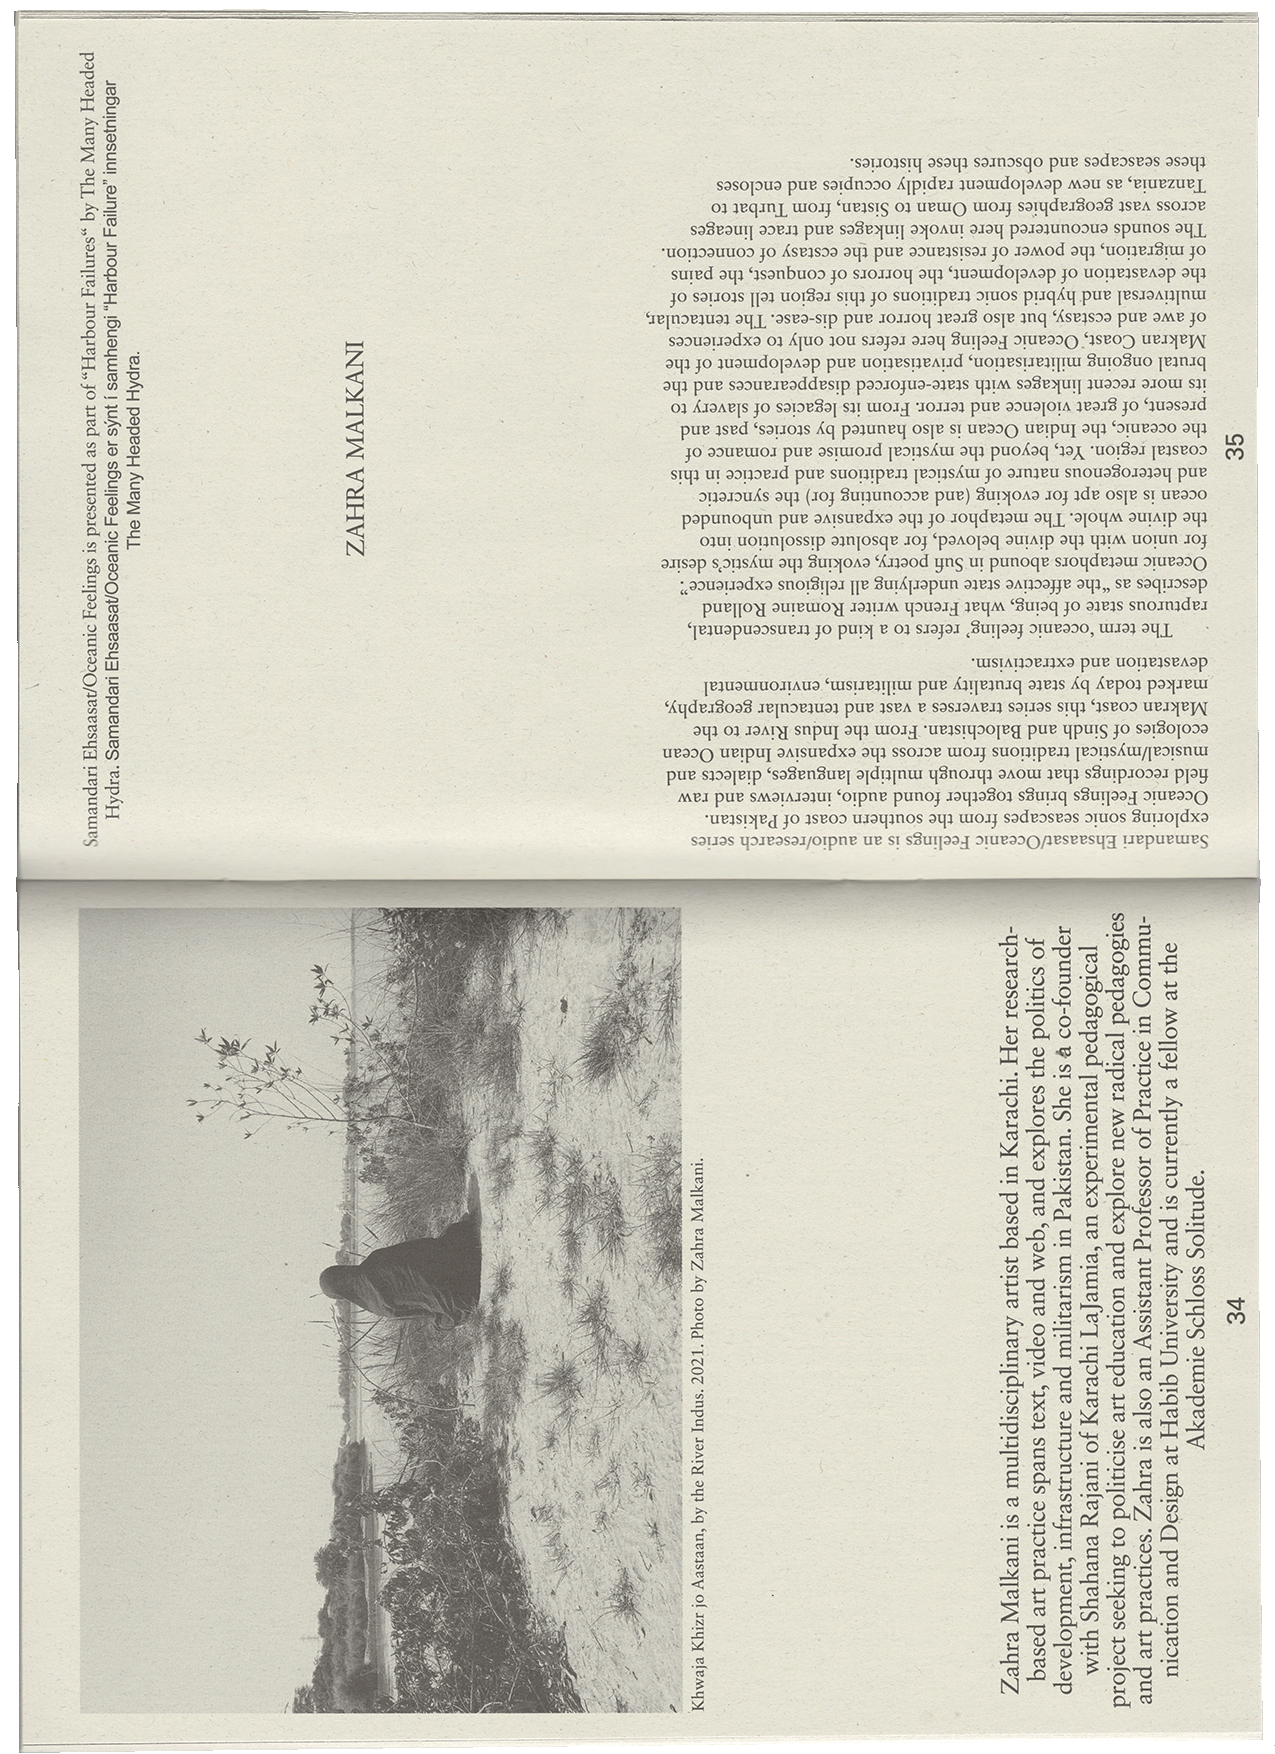 Khwaja Khizr jo Aastaan, by the River Indus. 2021. Photo by Zahra Malkani.
Zahra Malkani is a multidisciplinary artist based in Karachi. Her research-
based art practice spans text, video and web, and explores the politics of
development, infrastructure and militarism in Pakistan. She is a co-founder
with Shahana Rajani of Karachi LaJamia, an experimental pedagogical
project seeking to politicise art education and explore new radical pedagogies
and art practices. Zahra is also an Assistant Professor of Practice in Commu-
nication and Design at Habib University and is currently a fellow at the
Akademie Schloss Solitude.
34
Samandari Ehsaasat/Oceanic Feelings is presented as part of “Harbour Failures“ by The Many Headed
Hydra. Samandari Ehsaasat/Oceanic Feelings er sýnt í samhengi “Harbour Failure” innsetningar
The Many Headed Hydra.
ZAHRA MALKANI
Samandari Ehsaasat/Oceanic Feelings is an audio/research series
exploring sonic seascapes from the southern coast of Pakistan.
Oceanic Feelings brings together found audio, interviews and raw
field recordings that move through multiple languages, dialects and
musical/mystical traditions from across the expansive Indian Ocean
ecologies of Sindh and Balochistan. From the Indus River to the
Makran coast, this series traverses a vast and tentacular geography,
marked today by state brutality and militarism, environmental
devastation and extractivism.
The term ‘oceanic feeling’ refers to a kind of transcendental,
rapturous state of being, what French writer Romaine Rolland
describes as “the affective state underlying all religious experience”.
Oceanic metaphors abound in Sufi poetry, evoking the mystic’s desire
for union with the divine beloved, for absolute dissolution into
the divine whole. The metaphor of the expansive and unbounded
ocean is also apt for evoking (and accounting for) the syncretic
and heterogenous nature of mystical traditions and practice in this
coastal region. Yet, beyond the mystical promise and romance of
the oceanic, the Indian Ocean is also haunted by stories, past and
present, of great violence and terror. From its legacies of slavery to
its more recent linkages with state-enforced disappearances and the
brutal ongoing militarisation, privatisation and development of the
Makran Coast, Oceanic Feeling here refers not only to experiences
of awe and ecstasy, but also great horror and dis-ease. The tentacular,
multiversal and hybrid sonic traditions of this region tell stories of
the devastation of development, the horrors of conquest, the pains
of migration, the power of resistance and the ecstasy of connection.
The sounds encountered here invoke linkages and trace lineages
across vast geographies from Oman to Sistan, from Turbat to
Tanzania, as new development rapidly occupies and encloses
these seascapes and obscures these histories.
35